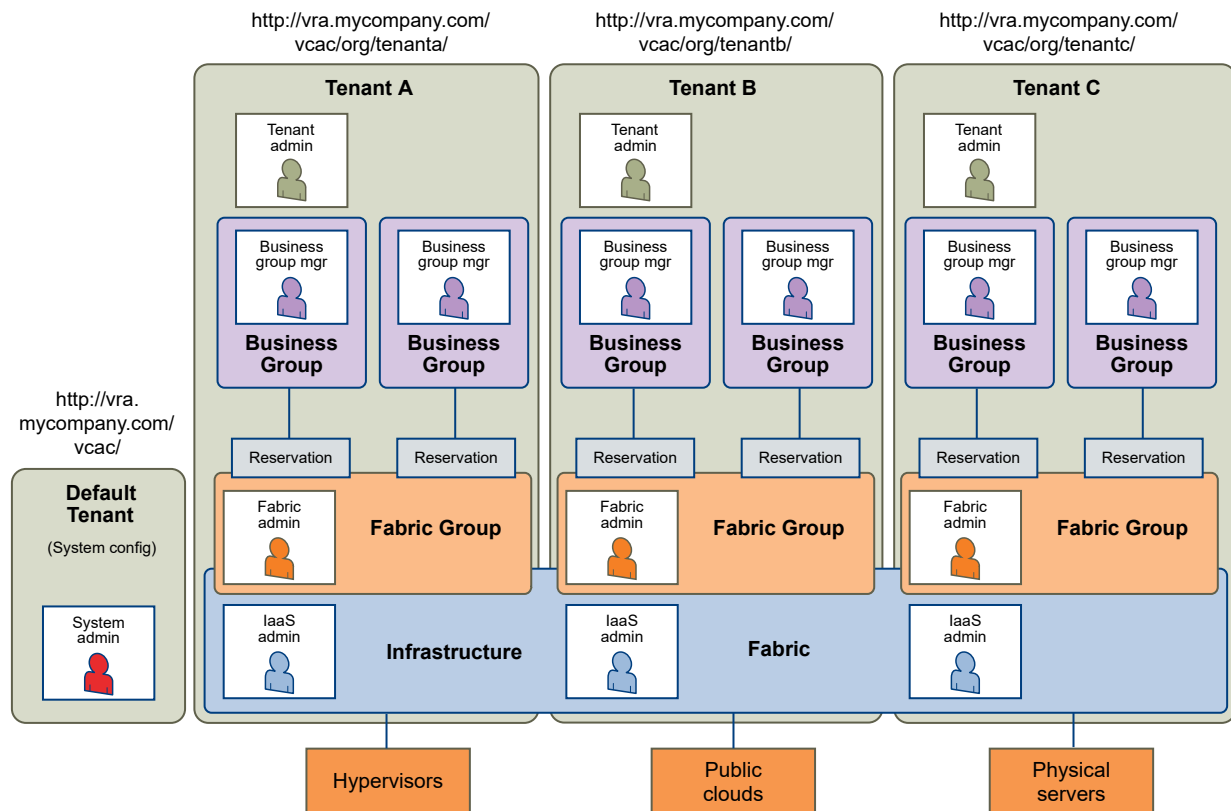 http://vra.mycompany.com/
vcac/org/tenanta/
http://vra.mycompany.com/
vcac/org/tenantb/
http://vra.mycompany.com/
vcac/org/tenantc/
Tenant A
Tenant B
Tenant C
Tenant
admin
Tenant
admin
Tenant
admin
Business
group mgr
Business
group mgr
Business
group mgr
Business
group mgr
Business
group mgr
Business
group mgr
Business
Group
Business
Group
Business
Group
Business
Group
Business
Group
Business
Group
http://vra.
mycompany.com/
vcac/
Reservation
Reservation
Reservation
Reservation
Reservation
Reservation
Default
Tenant
(System config)
System
admin
Fabric
admin
Fabric Group
Fabric
admin
Fabric Group
Fabric
admin
Fabric Group
IaaS
admin
Infrastructure
IaaS
admin
Fabric
IaaS
admin
Hypervisors
Public
clouds
Physical
servers